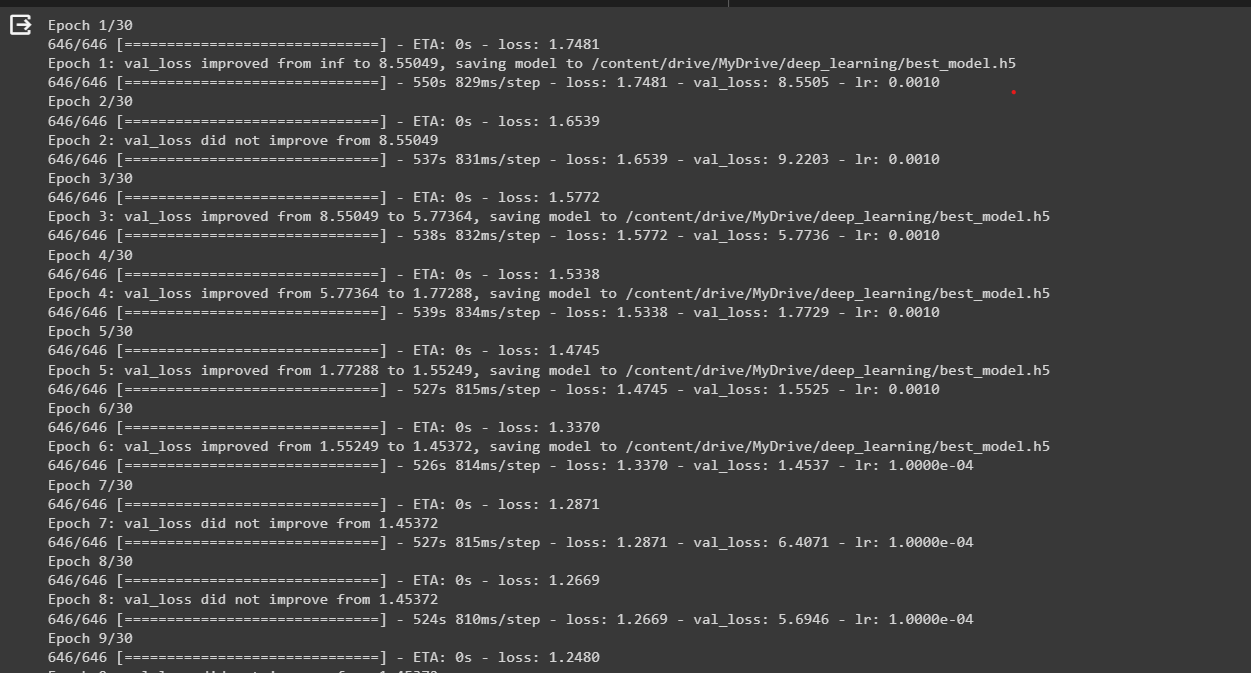 Epoch 1/30
646/646 [==============================] - ETA: 0s - loss: 1.7481
Epoch 1: val_loss improved from inf to 8.55049, saving model to /content/drive/MyDrive/deep_learning/best_model.h5
646/646 [==============================] - 550s 829ms/step - loss: 1.7481 - val_loss: 8.5505 - lr: 0.0010
Epoch 2/30
646/646 [==============================] - ETA: 0s - loss: 1.6539
Epoch 2: val_loss did not improve from 8.55049
646/646 [==============================] - 537s 831ms/step - loss: 1.6539 - val_loss: 9.2203 - lr: 0.0010
Epoch 3/30
646/646 [==============================] - ETA: 0s - loss: 1.5772
Epoch 3: val_loss improved from 8.55049 to 5.77364, saving model to /content/drive/MyDrive/deep_learning/best_model.h5
646/646 [==============================] - 538s 832ms/step - loss: 1.5772 - val_loss: 5.7736 - lr: 0.0010
Epoch 4/30
646/646 [==============================] - ETA: 0s - loss: 1.5338
Epoch 4: val_loss improved from 5.77364 to 1.77288, saving model to /content/drive/MyDrive/deep_learning/best_model.h5
646/646 [==============================] - 539s 834ms/step - loss: 1.5338 - val_loss: 1.7729 - lr: 0.0010
Epoch 5/30
646/646 [==============================] - ETA: 0s - loss: 1.4745
Epoch 5: val_loss improved from 1.77288 to 1.55249, saving model to /content/drive/MyDrive/deep_learning/best_model.h5
646/646 [==============================] - 527s 815ms/step - loss: 1.4745 - val_loss: 1.5525 - lr: 0.0010
Epoch 6/30
646/646 [==============================] - ETA: 0s - loss: 1.3370
Epoch 6: val_loss improved from 1.55249 to 1.45372, saving model to /content/drive/MyDrive/deep_learning/best_model.h5
646/646 [==============================] - 526s 814ms/step - loss: 1.3370 - val_loss: 1.4537 - lr: 1.0000e-04
Epoch 7/30
646/646 [==============================] - ETA: 0s - loss: 1.2871
Epoch 7: val_loss did not improve from 1.45372
646/646 [==============================] - 527s 815ms/step - loss: 1.2871 - val_loss: 6.4071 - lr: 1.0000e-04
Epoch 8/30
646/646 [==============================] - ETA: 0s - loss: 1.2669
Epoch 8: val_loss did not improve from 1.45372
646/646 [==============================] - 524s 810ms/step - loss: 1.2669 - val_loss: 5.6946 - lr: 1.0000e-04
Epoch 9/30
646/646 [==============================] - ETA: 0s - loss: 1.2480